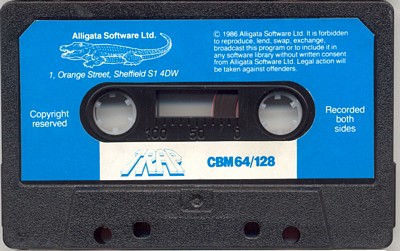 Alligata Software Ltd.
1, Orange Street, Sheffield S1 4DW
© 1986 Alligata Software Ltd. It is forbidden
to reproduce, lend, swap, exchange,
broadcast this program or to include it in
any software library without written consent
from Alligata Software Ltd. Legal action will
be taken against offenders.
Copyright
reserved
Recorded
both
sides
100 50 0
TRAP
CBM 64/128